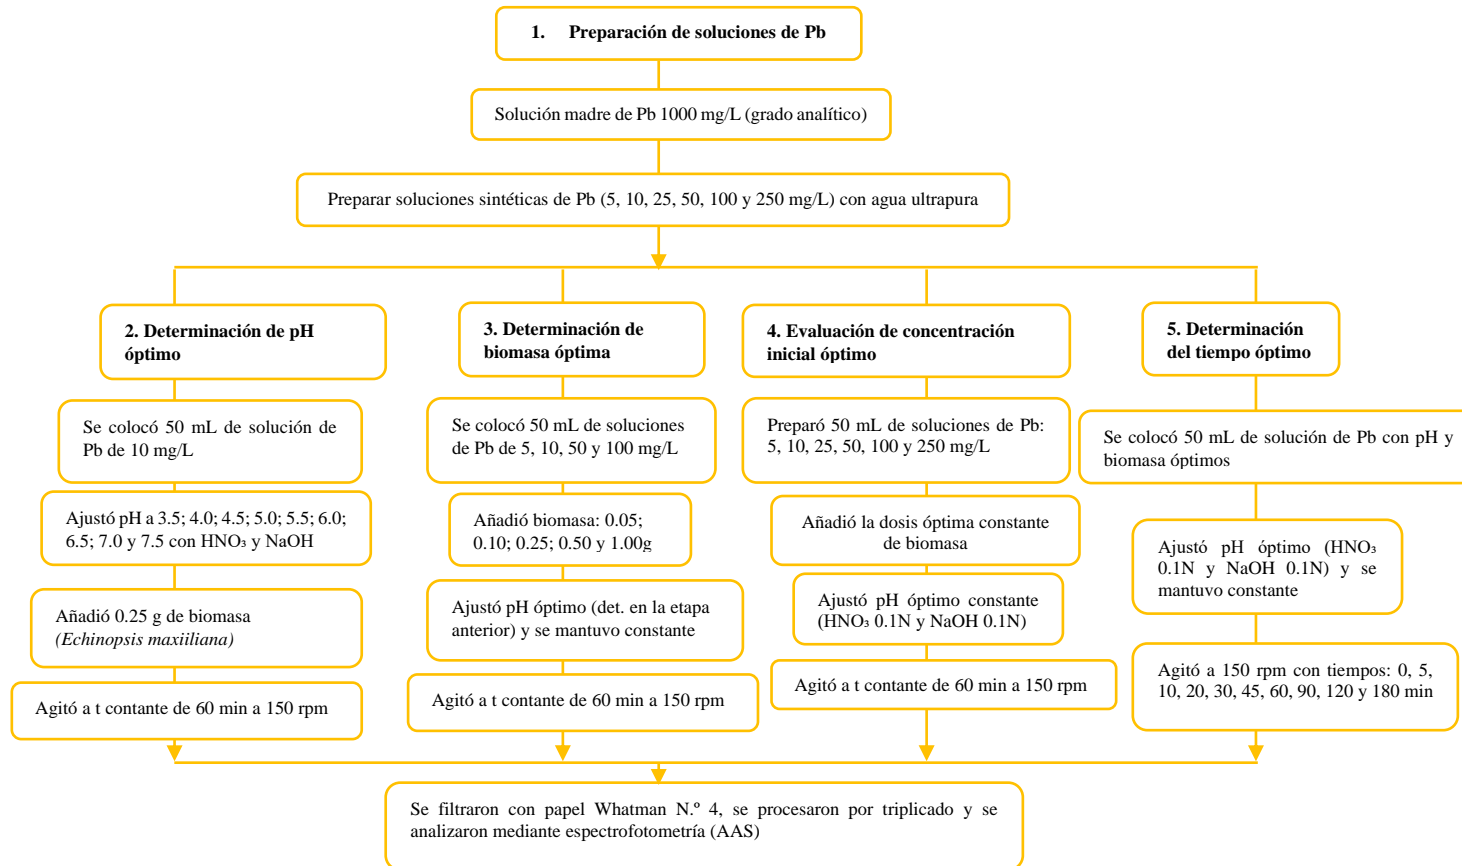 1. Preparación de soluciones de Pb
Solución madre de Pb 1000 mg/L (grado analítico)
Preparar soluciones sintéticas de Pb (5, 10, 25, 50, 100 y 250 mg/L) con agua ultrapura
2. Determinación de pH
óptimo
Se colocó 50 mL de solución de
Pb de 10 mg/L
Ajustó pH a 3.5; 4.0; 4.5; 5.0; 5.5; 6.0;
6.5; 7.0 y 7.5 con HNO₃ y NaOH
Añadió 0.25 g de biomasa
(Echinopsis maxiiliana)
Agitó a t contante de 60 min a 150 rpm
3. Determinación de
biomasa óptima
Se colocó 50 mL de soluciones
de Pb de 5, 10, 50 y 100 mg/L
Añadió biomasa: 0.05;
0.10; 0.25; 0.50 y 1.00g
Ajustó pH óptimo (det. en la etapa
anterior) y se mantuvo constante
Agitó a t contante de 60 min a 150 rpm
4. Evaluación de concentración
inicial óptimo
Preparó 50 mL de soluciones de Pb:
5, 10, 25, 50, 100 y 250 mg/L
Añadió la dosis óptima constante
de biomasa
Ajustó pH óptimo constante
(HNO₃ 0.1N y NaOH 0.1N)
Agitó a t contante de 60 min a 150 rpm
5. Determinación
del tiempo óptimo
Se colocó 50 mL de solución de Pb con pH y
biomasa óptimos
Ajustó pH óptimo (HNO₃
0.1N y NaOH 0.1N) y se
mantuvo constante
Agitó a 150 rpm con tiempos: 0, 5,
10, 20, 30, 45, 60, 90, 120 y 180 min
Se filtraron con papel Whatman N.º 4, se procesaron por triplicado y se
analizaron mediante espectrofotometría (AAS)